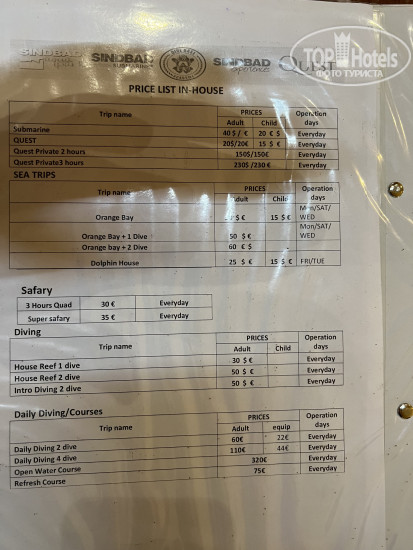 SINDBAD SUBMARINES SINDBAD experience QUEST
TOPHotels
ФОТО ТУРИСТА
PRICE LIST IN-HOUSE
Trip name PRICES Operation days
Adult Child
Submarine 40 $ / € 20 € $ Everyday
QUEST 20$/20€ 15 $ € Everyday
Quest Private 2 hours 150$/150€ Everyday
Quest Private3 hours 230$ /230 € Everyday
SEA TRIPS
Trip name PRICES Operation days
Adult Child
Orange Bay $ € 15 $ € Mon/SAT/WED
Orange Bay + 1 Dive 50 $ € Mon/SAT/WED
Orange bay + 2 Dive 60 € $
Dolphin House 25 $ € 15 $ € FRI/TUE
Safary
3 Hours Quad 30 € Everyday
Super safary 35 € Everyday
Diving
Trip name PRICES Operation days
Adult Child
House Reef 1 dive 30 $ € Everyday
House Reef 2 dive 50 $ € Everyday
Intro Diving 2 dive 50 $ € Everyday
Daily Diving/Courses
Trip name PRICES Operation days
Adult equip
Daily Diving 2 dive 60€ 22€ Everyday
Daily Diving 4 dive 110€ 44€ Everyday
Open Water Course 320€ Everyday
Refresh Course 75€ Everyday